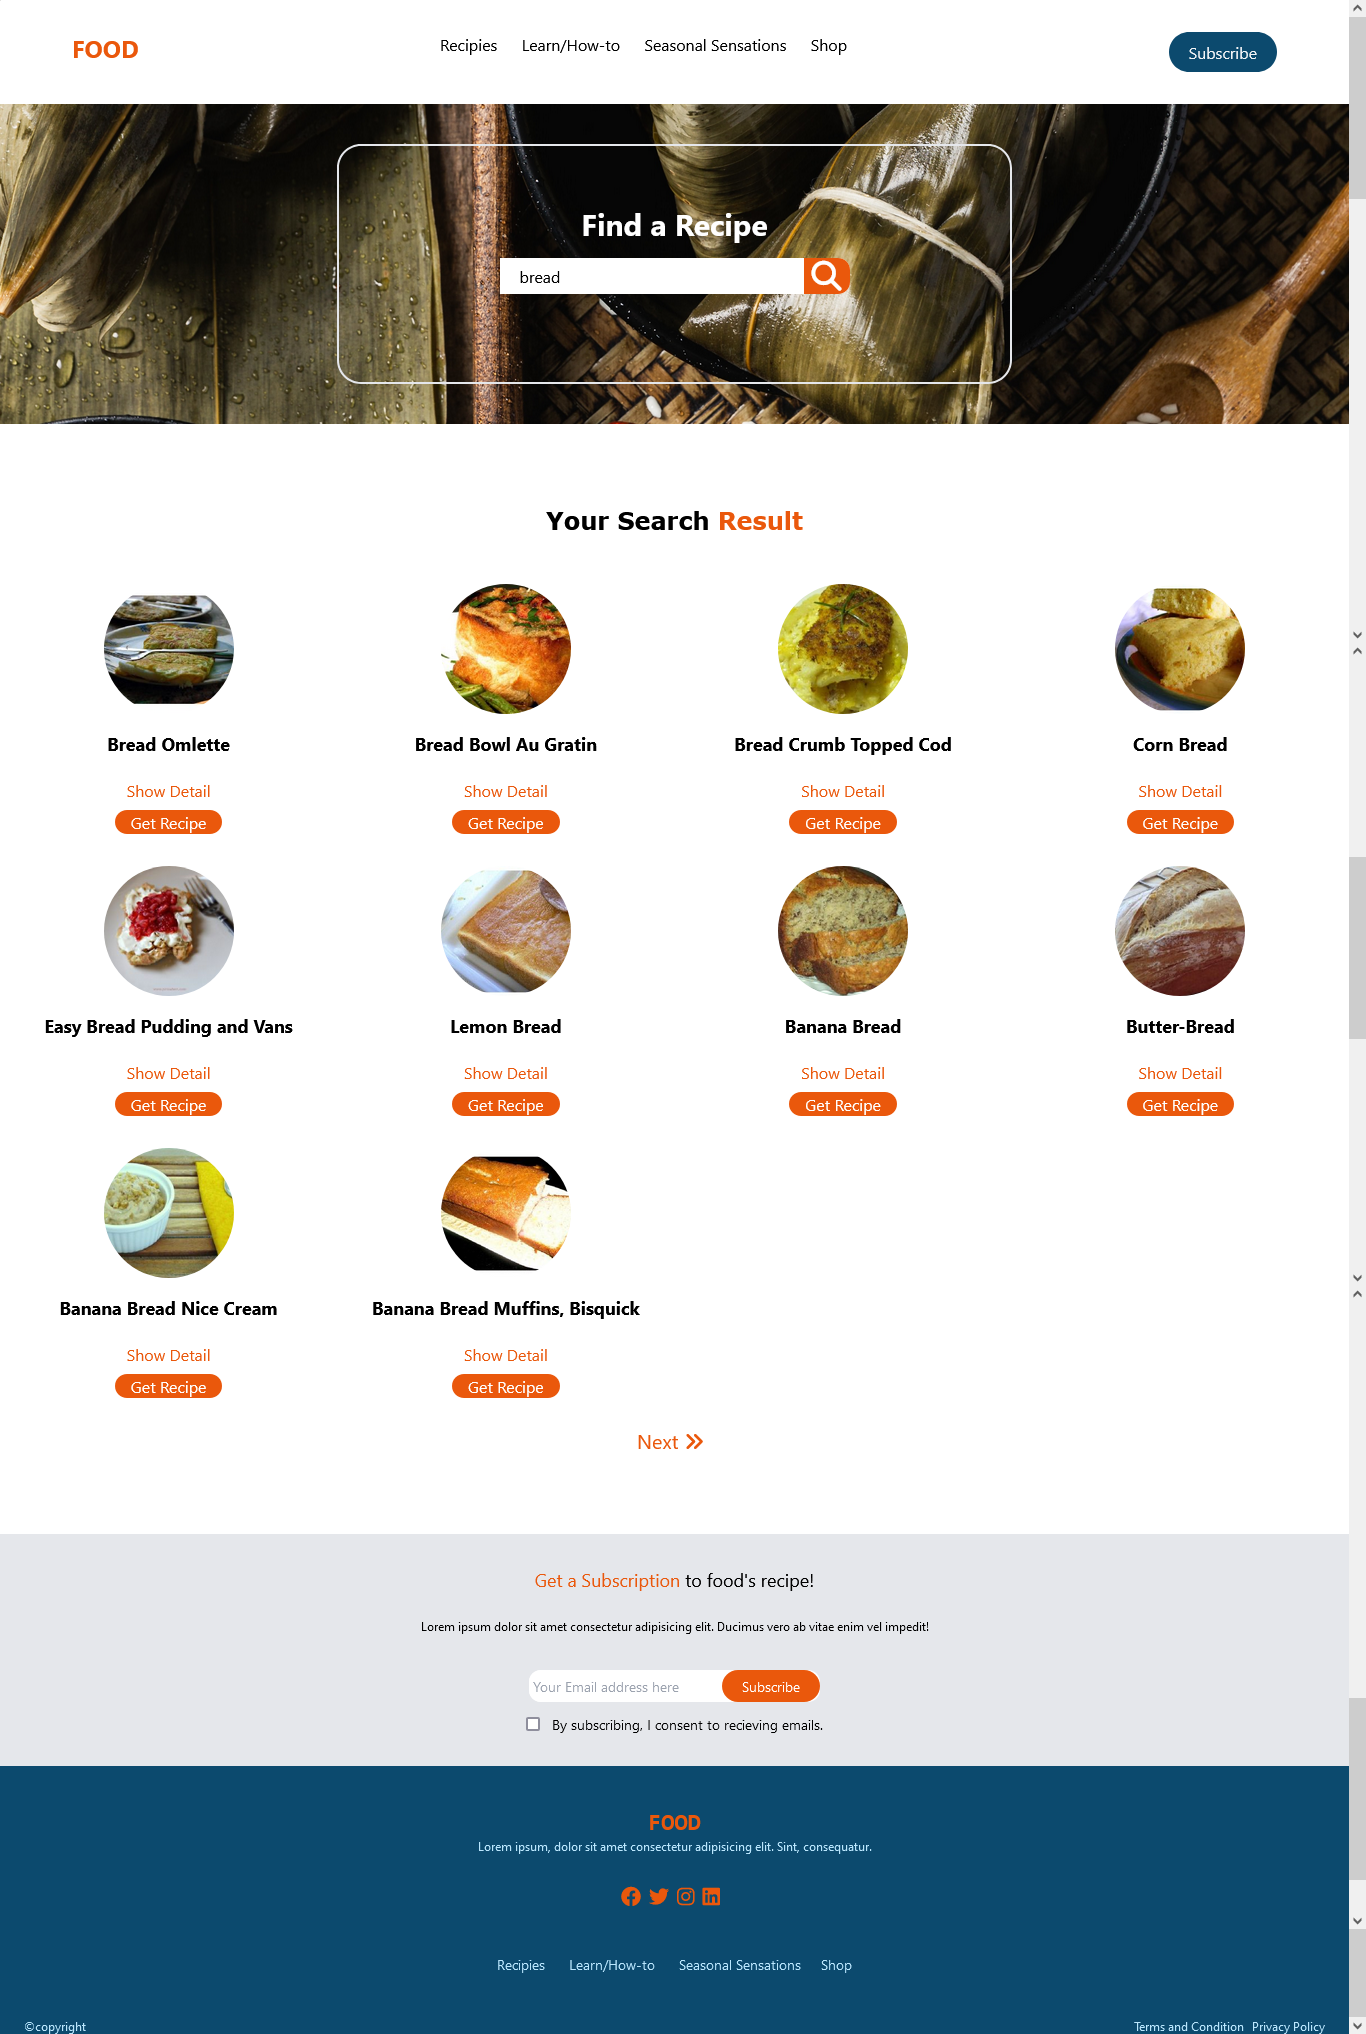 FOOD
Recipies Learn/How-to Seasonal Sensations Shop
Subscribe
Find a Recipe
bread
Your Search Result
Bread Omlette
Show Detail
Get Recipe
Bread Bowl Au Gratin
Show Detail
Get Recipe
Bread Crumb Topped Cod
Show Detail
Get Recipe
Corn Bread
Show Detail
Get Recipe
Easy Bread Pudding and Vans
Show Detail
Get Recipe
Lemon Bread
Show Detail
Get Recipe
Banana Bread
Show Detail
Get Recipe
Butter-Bread
Show Detail
Get Recipe
Banana Bread Nice Cream
Show Detail
Get Recipe
Banana Bread Muffins, Bisquick
Show Detail
Get Recipe
Next
Get a Subscription to food's recipe!
Lorem ipsum dolor sit amet consectetur adipisicing elit. Ducimus vero ab vitae enim vel impedit!
Your Email address here
Subscribe
By subscribing, I consent to recieving emails.
FOOD
Lorem ipsum, dolor sit amet consectetur adipisicing elit. Sint, consequatur.
Recipies Learn/How-to Seasonal Sensations Shop
©copyright
Terms and Condition Privacy Policy